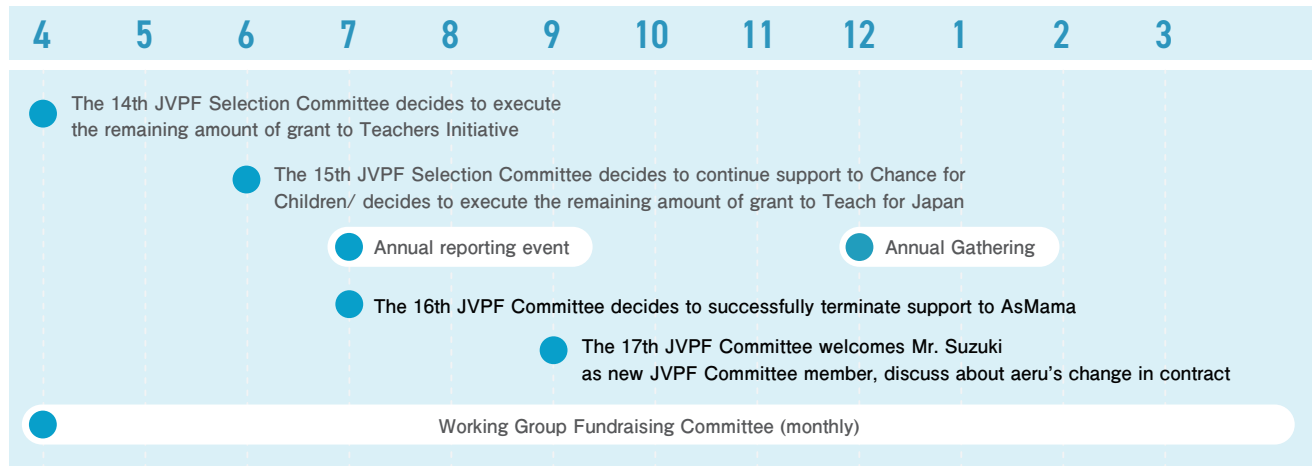 4 5 6 7 8 9 10 11 12 1 2 3
The 14th JVPF Selection Committee decides to execute
the remaining amount of grant to Teachers Initiative
The 15th JVPF Selection Committee decides to continue support to Chance for
Children/ decides to execute the remaining amount of grant to Teach for Japan
Annual reporting event
Annual Gathering
The 16th JVPF Committee decides to successfully terminate support to AsMama
The 17th JVPF Committee welcomes Mr. Suzuki
as new JVPF Committee member, discuss about aeru's change in contract
Working Group Fundraising Committee (monthly)